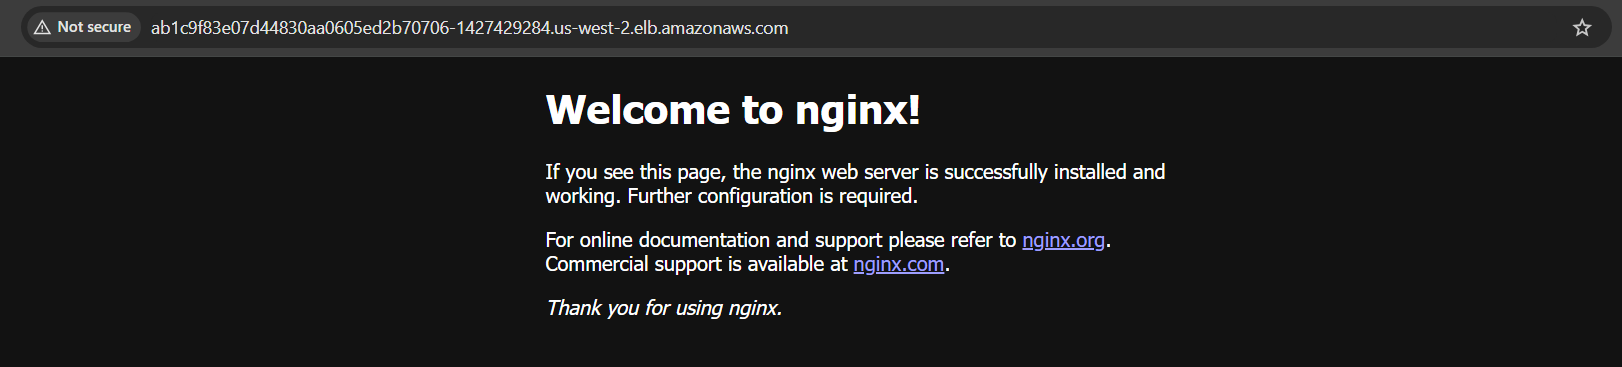 Not secure ab1c9f83e07d44830aa0605ed2b70706-1427429284.us-west-2.elb.amazonaws.com
Welcome to nginx!
If you see this page, the nginx web server is successfully installed and
working. Further configuration is required.
For online documentation and support please refer to nginx.org.
Commercial support is available at nginx.com.
Thank you for using nginx.